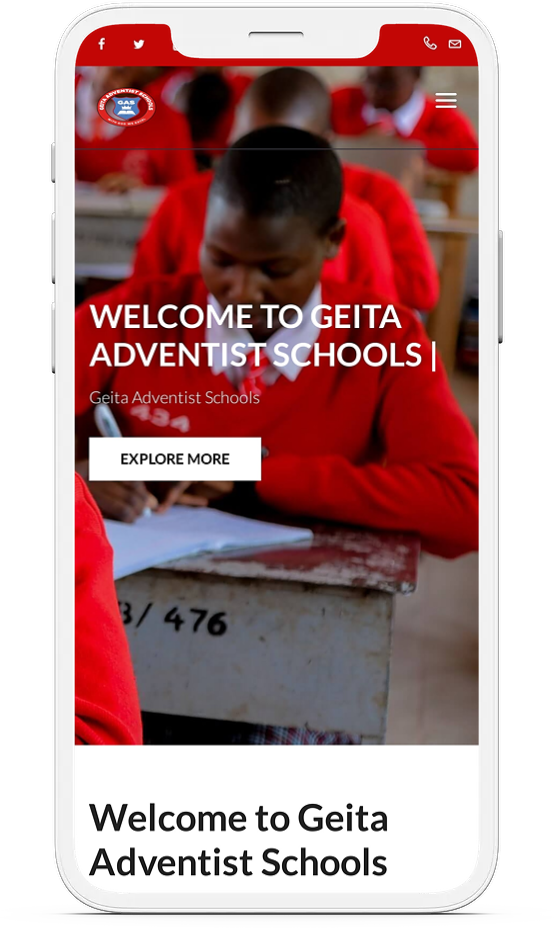 GEITA ADVENTIST SCHOOLS
GAS
WELCOME TO GEITA
ADVENTIST SCHOOLS |
Geita Adventist Schools
434
EXPLORE MORE
3/ 476
Welcome to Geita
Adventist Schools